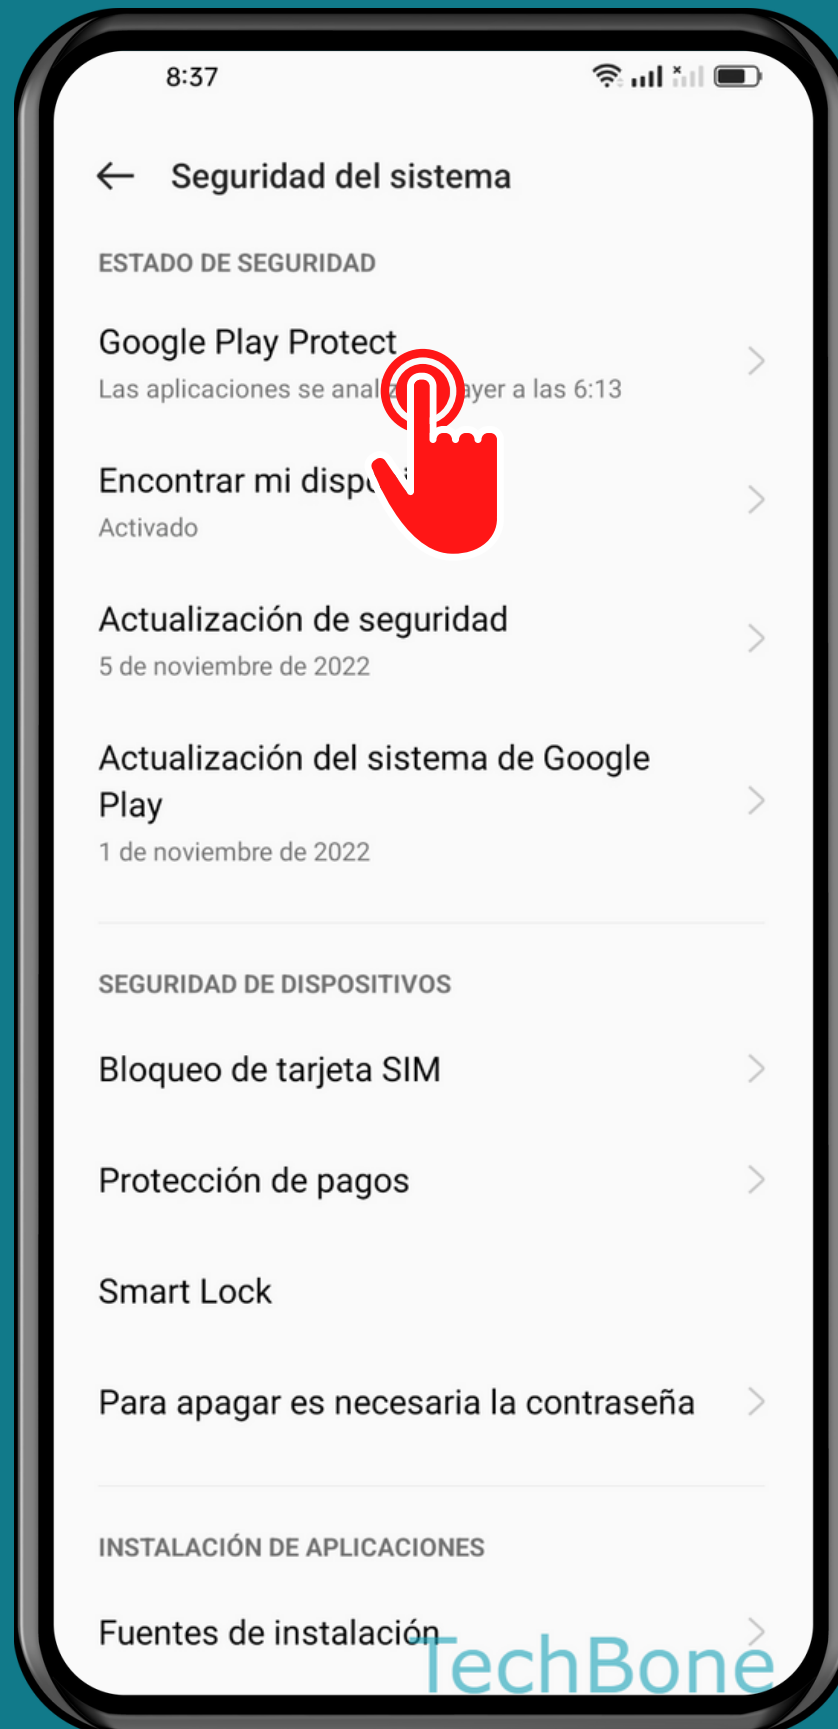 8:37
Seguridad del sistema
ESTADO DE SEGURIDAD
Google Play Protect
Las aplicaciones se ayer a las 6:13
Encontrar mi
Activado
Actualización de seguridad
5 de noviembre de 2022
Actualización del sistema de Google
Play
1 de noviembre de 2022
SEGURIDAD DE DISPOSITIVOS
Bloqueo de tarjeta SIM
Protección de pagos
Smart Lock
Para apagar es necesaria la contraseña
INSTALACIÓN DE APLICACIONES
Fuentes de instalación
TechBone